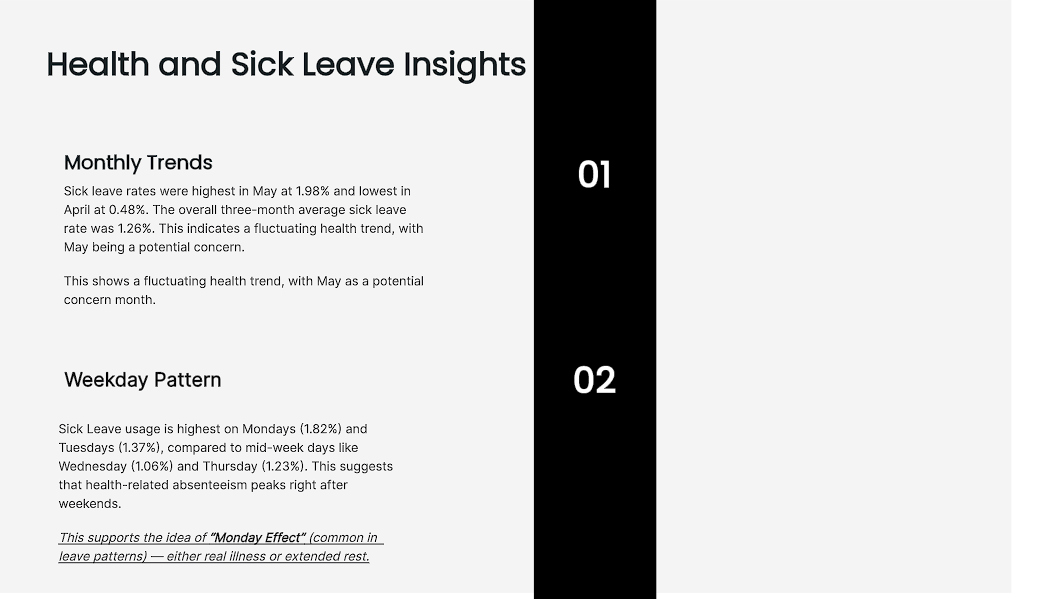 Health and Sick Leave Insights
Monthly Trends
01
Sick leave rates were highest in May at 1.98% and lowest in
April at 0.48%. The overall three-month average sick leave
rate was 1.26%. This indicates a fluctuating health trend, with
May being a potential concern.
This shows a fluctuating health trend, with May as a potential
concern month.
Weekday Pattern
02
Sick Leave usage is highest on Mondays (1.82%) and
Tuesdays (1.37%), compared to mid-week days like
Wednesday (1.06%) and Thursday (1.23%). This suggests
that health-related absenteeism peaks right after
weekends.
This supports the idea of “Monday Effect” (common in
leave patterns) — either real illness or extended rest.